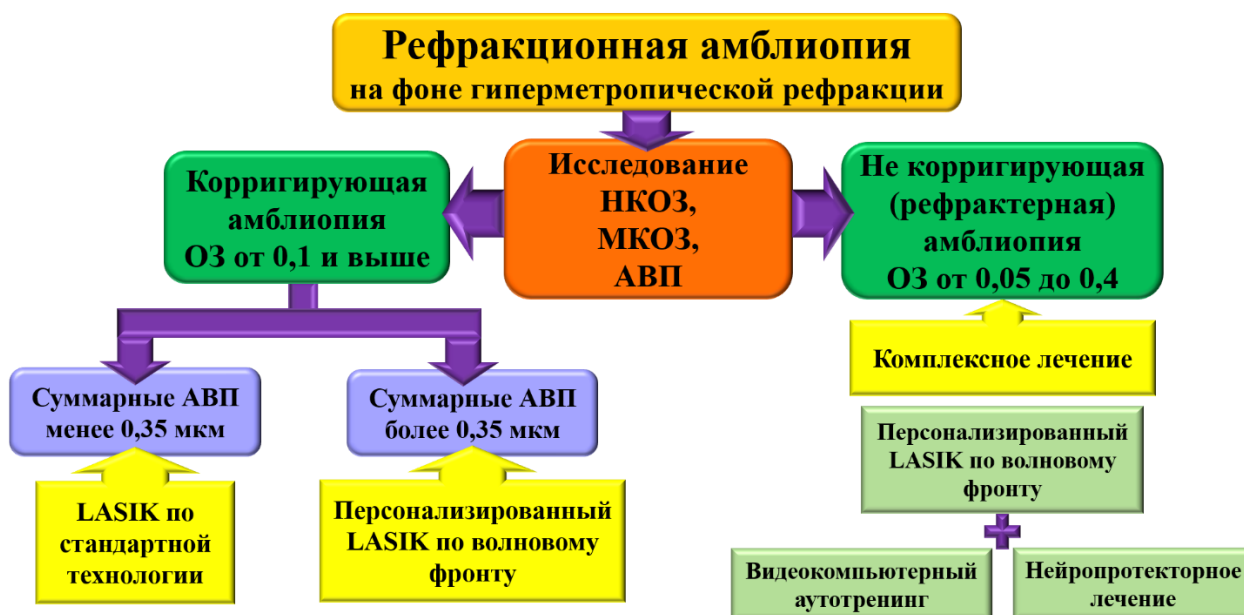 Рефракционная амблиопия
на фоне гиперметропической рефракции
Корригирующая
амблиопия
ОЗ от 0,1 и выше
Исследование
НКОЗ,
МКОЗ,
АВП
Не корригирующая
(рефрактерная)
амблиопия
ОЗ от 0,05 до 0,4
Суммарные АВП
менее 0,35 мкм
Суммарные АВП
более 0,35 мкм
Комплексное лечение
LASIK по
стандартной
технологии
Персонализированный
LASIK по волновому
фронту
Персонализированный
LASIK по волновому
фронту
Видеокомпьютерный
аутотренинг
Нейропротекторное
лечение